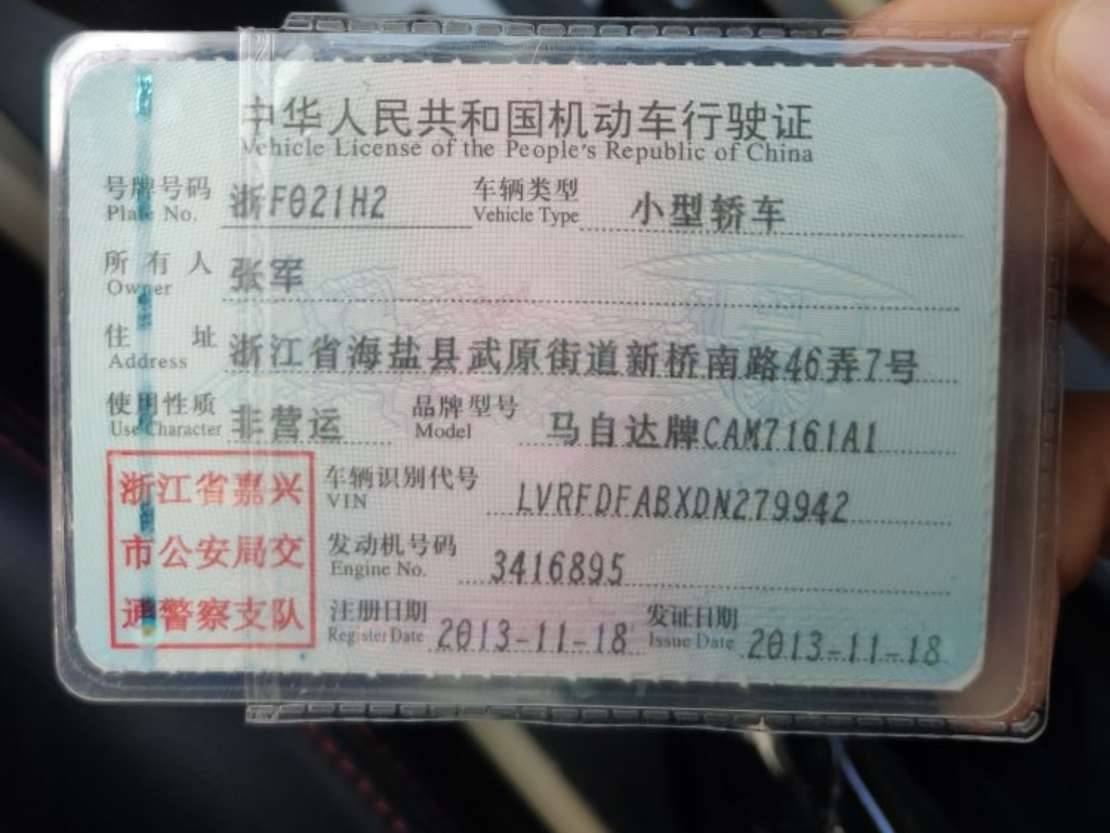 中华人民共和国机动车行驶证
Vehicle License of the People's Republic of China
号牌号码 浙F021H2 车辆类型 小型轿车
Plate No. Vehicle Type
所有人 张军
Owner
住址 浙江省海盐县武原街道新桥南路46弄7号
Address
使用性质 非营运 品牌型号 马自达牌CAM7161A1
Use Character Model
浙江省嘉兴
市公安局交
通警察支队
车辆识别代号 LVRFDFABXDN279942
VIN
发动机号码 3416895
Engine No.
注册日期 2013-11-18 发证日期 2013-11-18
Register Date Issue Date